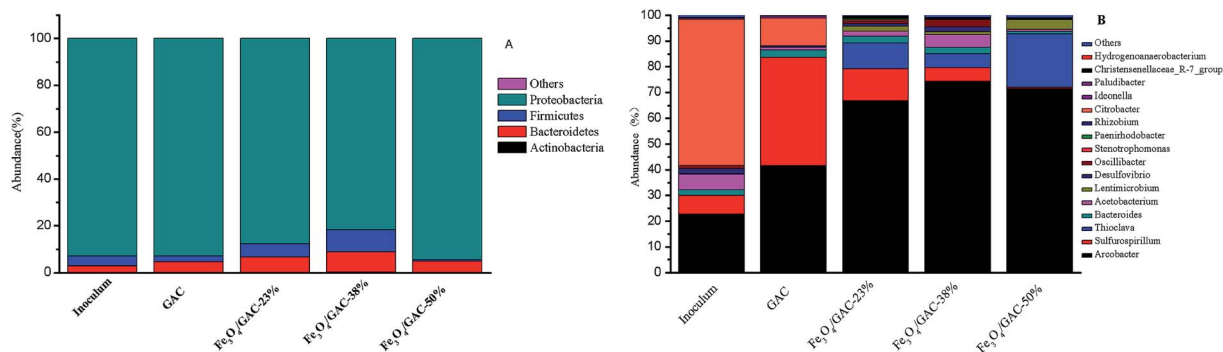 A
100
80
60
40
20
0
Abundance(%)
Others
Proteobacteria
Firmicutes
Bacteroidetes
Actinobacteria
Inoculum
GAC
Fe3O4/GAC-23%
Fe3O4/GAC-38%
Fe3O4/GAC-50%
B
100
90
80
70
60
50
40
30
20
10
0
Abundance (%)
Others
Hydrogenoanaerobacterium
Christensenellaceae_R-7_group
Paludibacter
Ideonella
Citrobacter
Rhizobium
Paenirhodobacter
Stenotrophomonas
Oscillibacter
Desulfovibrio
Lentimicrobium
Acetobacterium
Bacteroides
Thioclava
Sulfurospirillum
Arcobacter
Inoculum
GAC
Fe3O4/GAC-23%
Fe3O4/GAC-38%
Fe3O4/GAC-50%